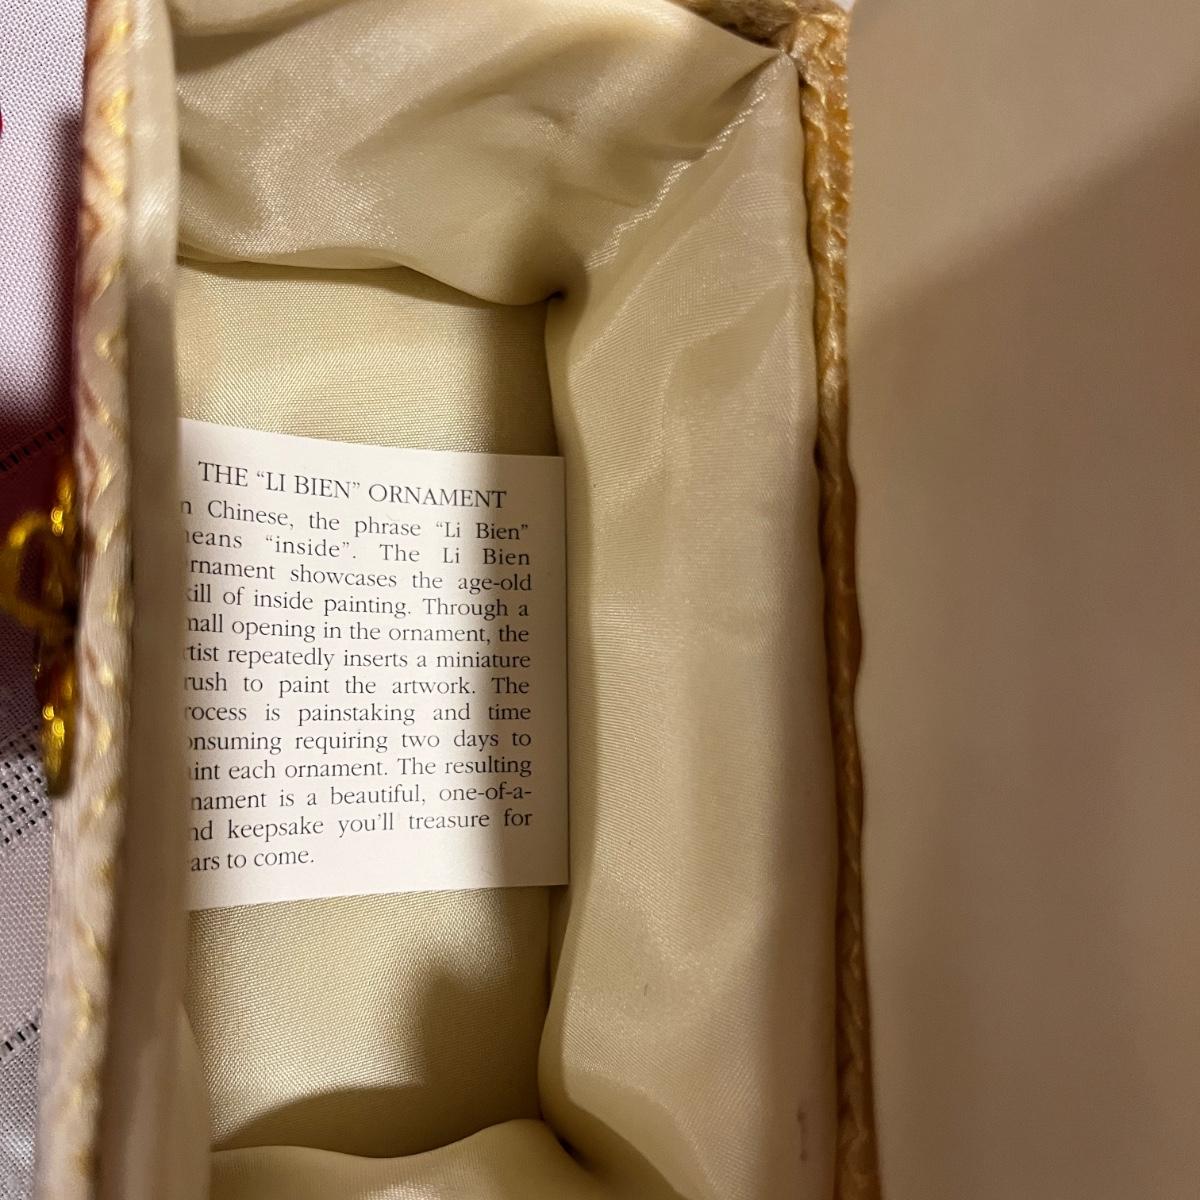 THE “LI BIEN” ORNAMENT
n Chinese, the phrase “Li Bien”
eans “inside”. The Li Bien
rnament showcases the age-old
kill of inside painting. Through a
mall opening in the ornament, the
tist repeatedly inserts a miniature
rush to paint the artwork. The
rocess is painstaking and time
onsuming requiring two days to
int each ornament. The resulting
nament is a beautiful, one-of-a-
nd keepsake you’ll treasure for
ars to come.